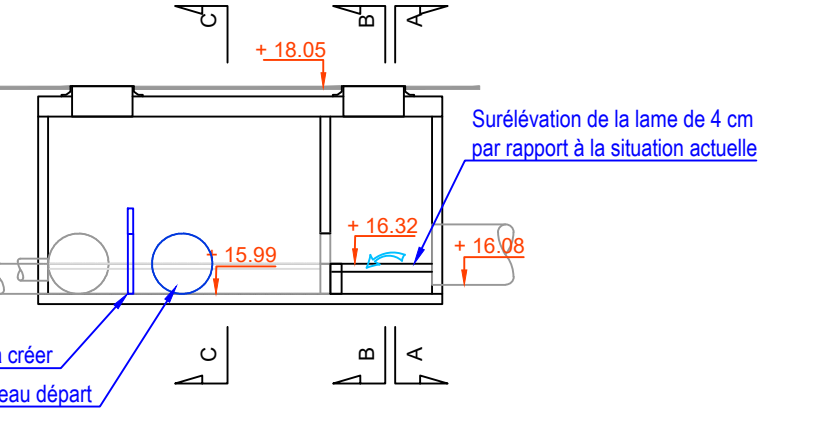 C
B
A
+ 18.05
Surélévation de la lame de 4 cm
par rapport à la situation actuelle
+ 16.32
+ 16.08
+ 15.99
C
B
A
à créer
eau départ